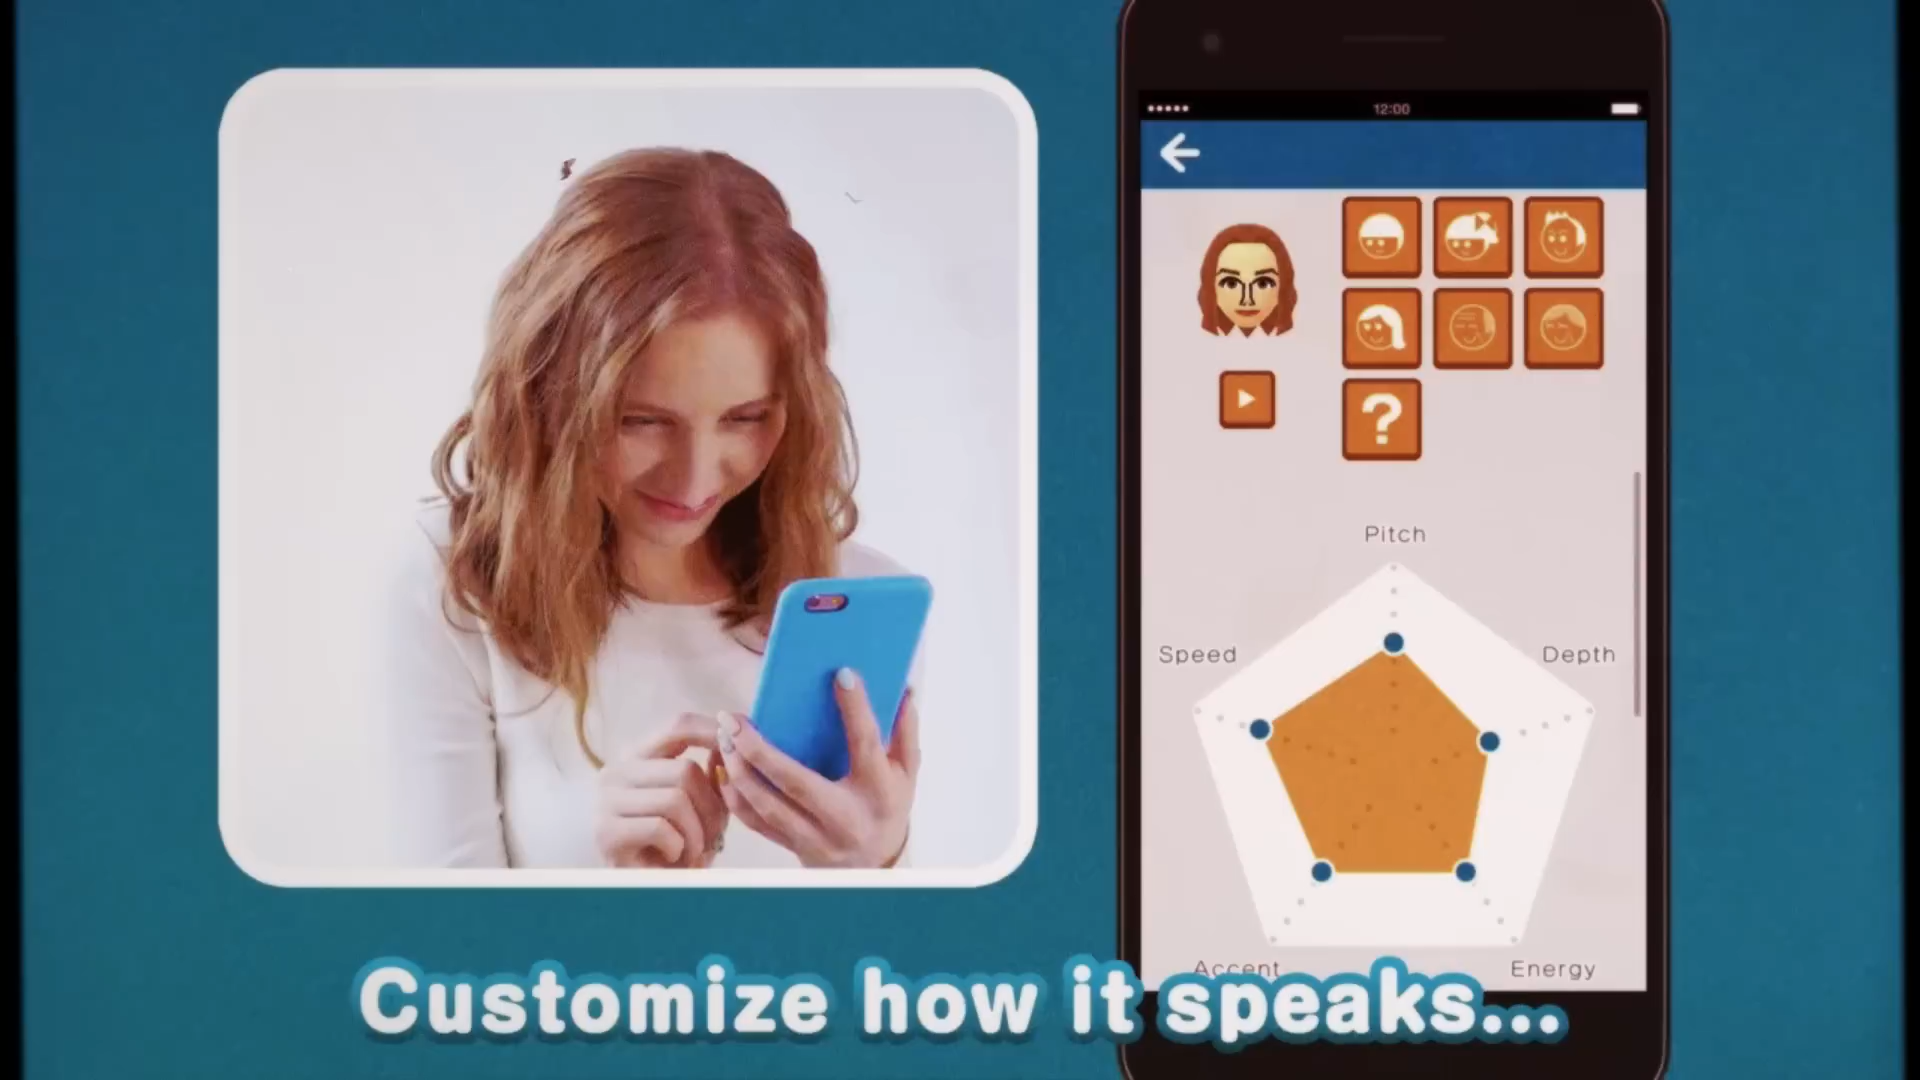 12:00
?
Pitch
Speed
Depth
Accent
Energy
Customize how it speaks...